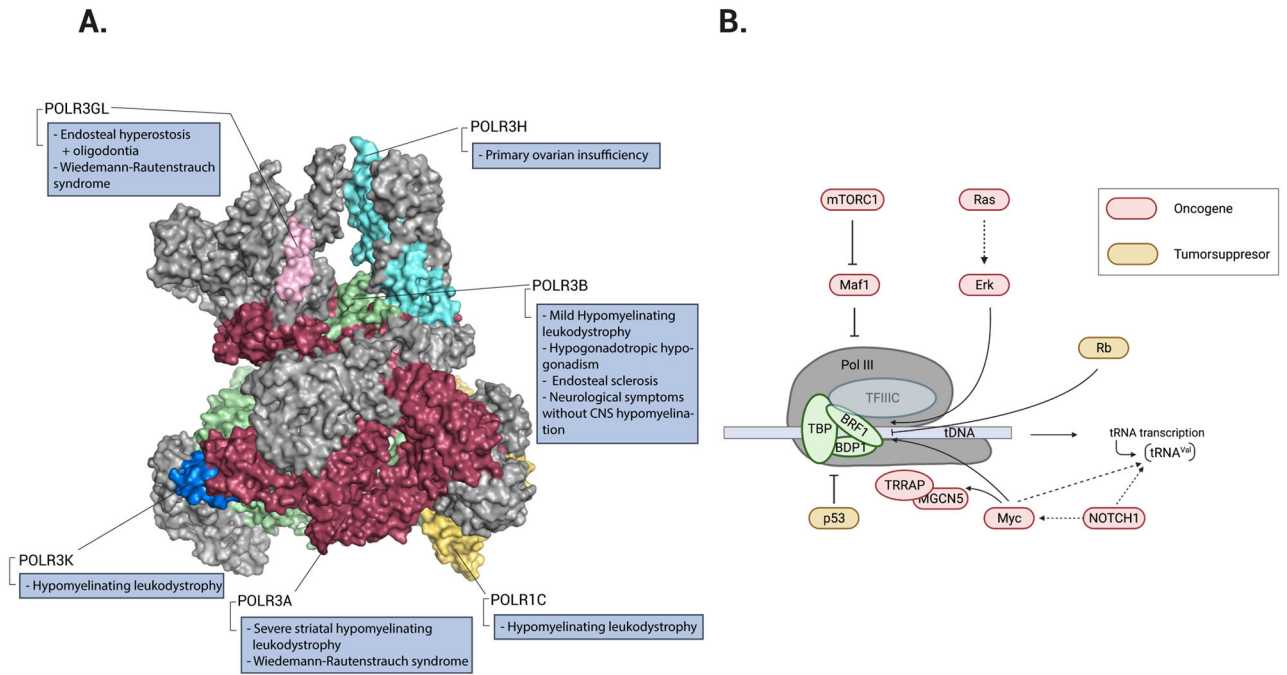 A.
POLR3GL
- Endosteal hyperostosis
+ oligodontia
- Wiedemann-Rautenstrauch
syndrome
POLR3H
- Primary ovarian insufficiency
POLR3B
- Mild Hypomyelinating
leukodystrophy
- Hypogonadotropic hypo-
gonadism
- Endosteal sclerosis
- Neurological symptoms
without CNS hypomyelina-
tion
POLR3K
- Hypomyelinating leukodystrophy
POLR3A
- Severe striatal hypomyelinating
leukodystrophy
- Wiedemann-Rautenstrauch syndrome
POLR1C
- Hypomyelinating leukodystrophy
B.
mTORC1
Ras
Oncogene
Tumorsuppresor
Maf1
Erk
Rb
Pol III
TFIIIC
TBP
BRF1
BDP1
tDNA
tRNA transcription
(tRNAVal)
TRRAP
MGCN5
p53
Myc
NOTCH1